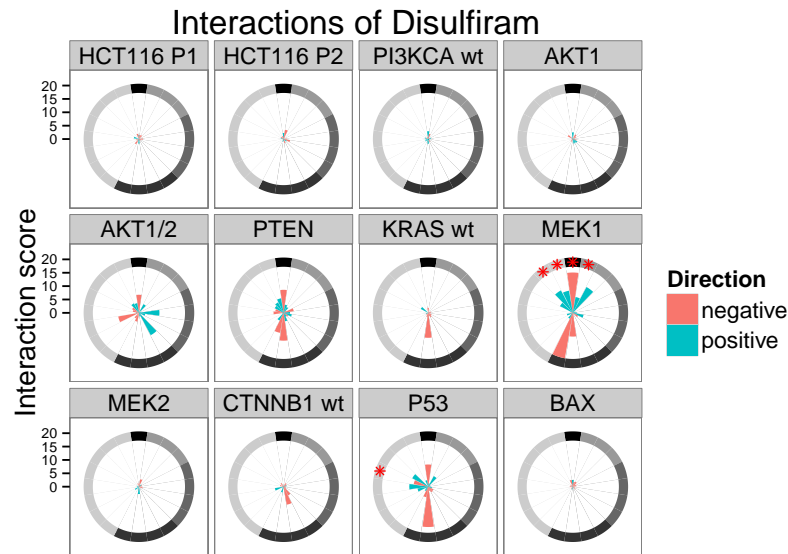 Interactions of Disulfiram
HCT116 P1
HCT116 P2
PI3KCA wt
AKT1
20
15
10
5
0
AKT1/2
PTEN
KRAS wt
MEK1
20
15
10
5
0
MEK2
CTNNB1 wt
P53
BAX
20
15
10
5
0
Interaction score
Direction
negative
positive